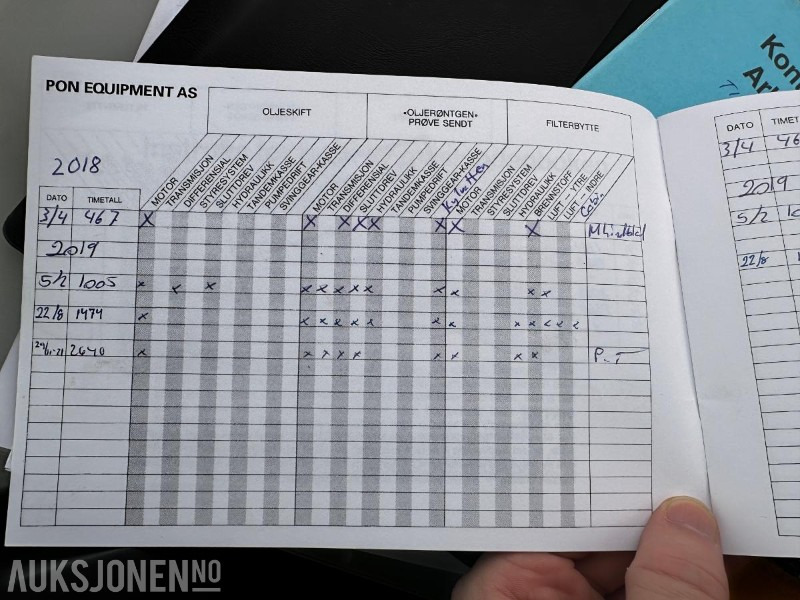 PON EQUIPMENT AS
OLJESKIFT
«OLJERØNTGEN»
PRØVE SENDT
FILTERBYTTE
2018
DATO TIMETALL
MOTOR
TRANSMISJON
DIFFERENSIAL
STYRESYSTEM
SLUTTDREV
HYDRAULIKK
TANDEMKASSE
PUMPEDRIFT
SVINGGEAR-KASSE
MOTOR
TRANSMISJON
DIFFERENSIAL
SLUTTDREV
HYDRAULIKK
TANDEMKASSE
PUMPEDRIFT
SVINGGEAR-KASSE
MOTOR
TRANSMISJON
STYRESYSTEM
SLUTTDREV
HYDRAULIKK
BRENNSTOFF
LUFT – YTRE
LUFT – INDRE
3/4 467 X X X X X X X X
2019
5/2 1005 x x x x x x x x x x x x
22/8 1474 x x x x x x x x x x x x x
2640 x x x x x x x x x
DATO TIMET
3/4 46
2019
5/2
22/8
Kon
AUKSJONEN.NO